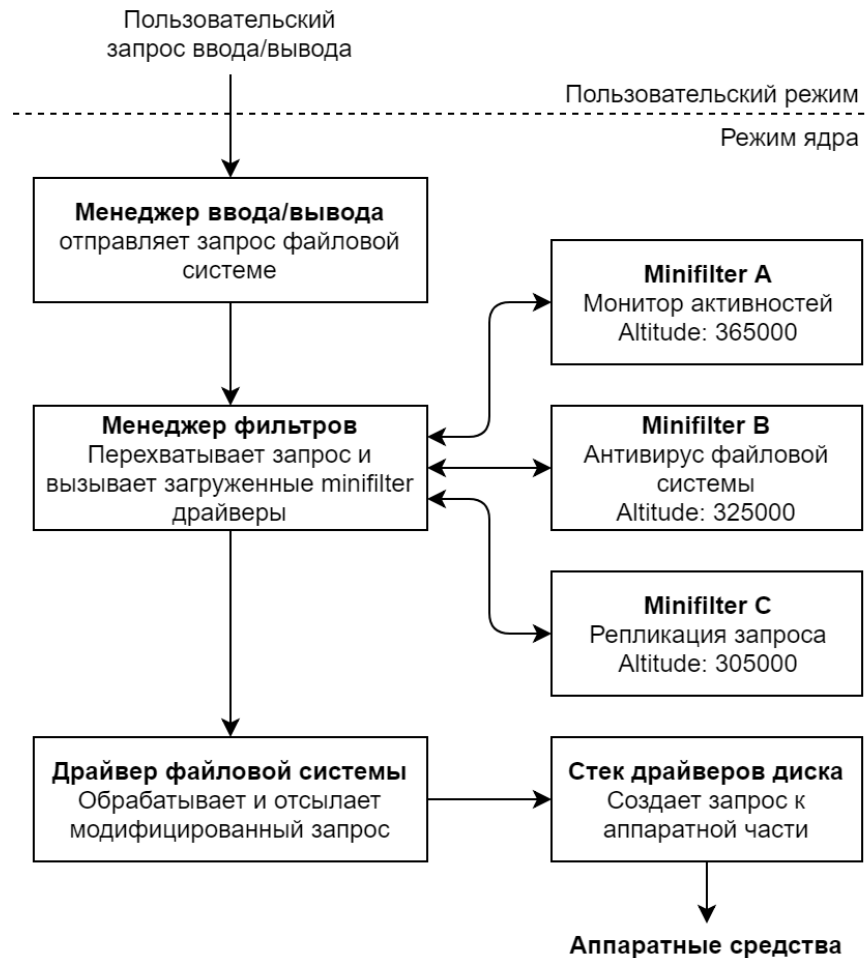 Пользовательский
запрос ввода/вывода
Пользовательский режим
Режим ядра
Менеджер ввода/вывода
отправляет запрос файловой
системе
Minifilter A
Монитор активностей
Altitude: 365000
Менеджер фильтров
Перехватывает запрос и
вызывает загруженные minifilter
драйверы
Minifilter B
Антивирус файловой
системы
Altitude: 325000
Minifilter C
Репликация запроса
Altitude: 305000
Драйвер файловой системы
Обрабатывает и отсылает
модифицированный запрос
Стек драйверов диска
Создает запрос к
аппаратной части
Аппаратные средства